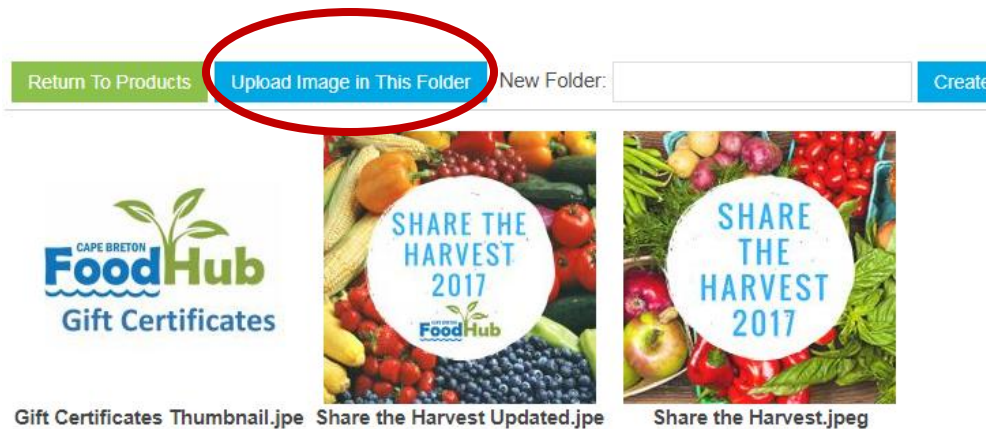 Return To Products Upload Image in This Folder New Folder: Create
CAPE BRETON
FoodHub
Gift Certificates
SHARE THE
HARVEST
2017
CAPE BRETON
FoodHub
SHARE
THE
HARVEST
2017
Gift Certificates Thumbnail.jpe Share the Harvest Updated.jpe Share the Harvest.jpeg